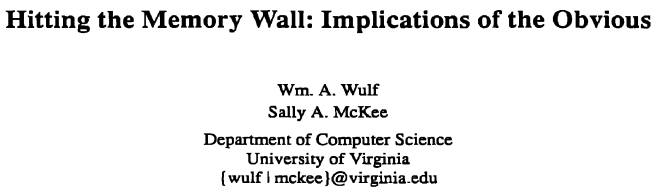 Hitting the Memory Wall: Implications of the Obvious
Wm. A. Wulf
Sally A. McKee
Department of Computer Science
University of Virginia
{wulf | mckee}@virginia.edu